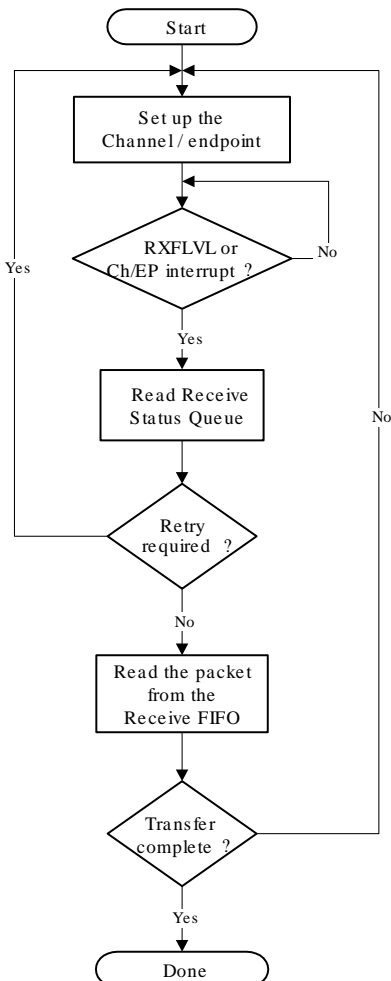 Start
Set up the
Channel / endpoint
RXFLVL or
Ch/EP interrupt ?
No
Yes
Yes
Read Receive
Status Queue
No
Retry
required ?
No
Read the packet
from the
Receive FIFO
Transfer
complete ?
Yes
Done